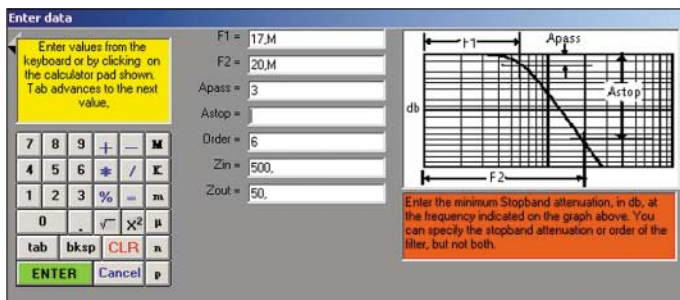 Enter data
Enter values from the
keyboard or by clicking on
the calculator pad shown.
Tab advances to the next
value,
7 8 9 + − M
4 5 6 * / K
1 2 3 % = m
0 . √ X² µ
tab bksp CLR n
ENTER Cancel p
F1 = 17,M
F2 = 20,M
Apass = 3
Astop =
Order = 6
Zin = 500,
Zout = 50,
F1
Apass
Astop
db
F2
Enter the minimum Stopband attenuation, in db, at
the frequency indicated on the graph above. You
can specify the stopband attenuation or order of the
filter, but not both.